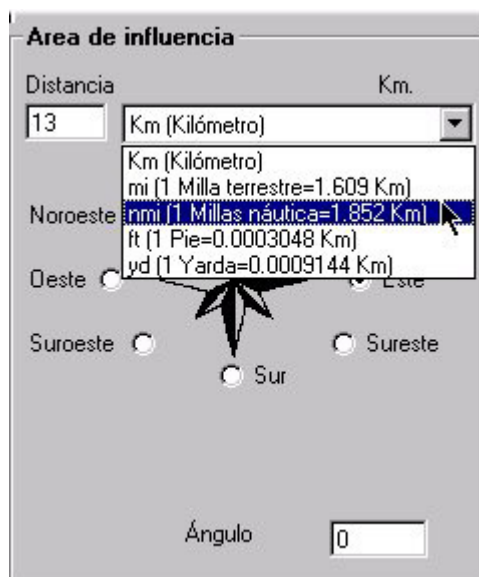 Area de influencia
Distancia Km.
13 Km (Kilómetro)
Km (Kilómetro)
mi (1 Milla terrestre=1.609 Km)
Noroeste nmi (1 Millas náutica=1.852 Km)
ft (1 Pie=0.0003048 Km)
Oeste yd (1 Yarda=0.0009144 Km) Este
Suroeste Sureste
Sur
Ángulo 0